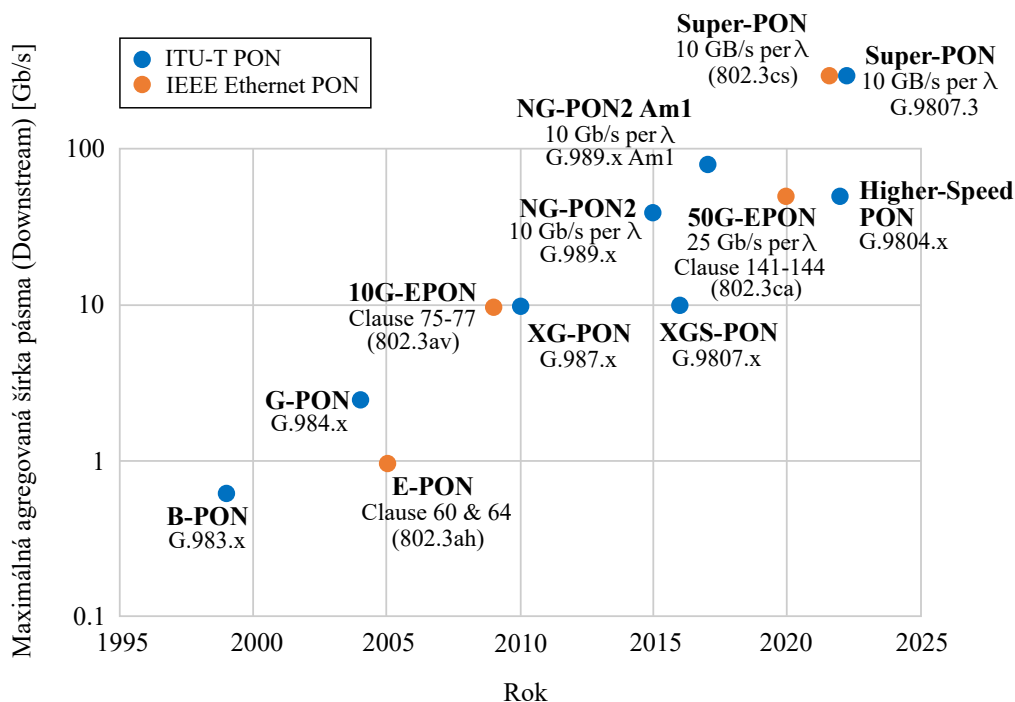 Maximálná agregovaná šírka pásma (Downstream) [Gb/s]
ITU-T PON
IEEE Ethernet PON
Super-PON
10 GB/s per λ
(802.3cs)
Super-PON
10 GB/s per λ
G.9807.3
NG-PON2 Am1
10 Gb/s per λ
G.989.x Am1
NG-PON2
10 Gb/s per λ
G.989.x
50G-EPON
25 Gb/s per λ
Clause 141-144
(802.3ca)
Higher-Speed
PON
G.9804.x
10G-EPON
Clause 75-77
(802.3av)
XG-PON
G.987.x
XGS-PON
G.9807.x
G-PON
G.984.x
E-PON
Clause 60 & 64
(802.3ah)
B-PON
G.983.x
100
10
1
0.1
1995
2000
2005
2010
2016
2020
2025
Rok